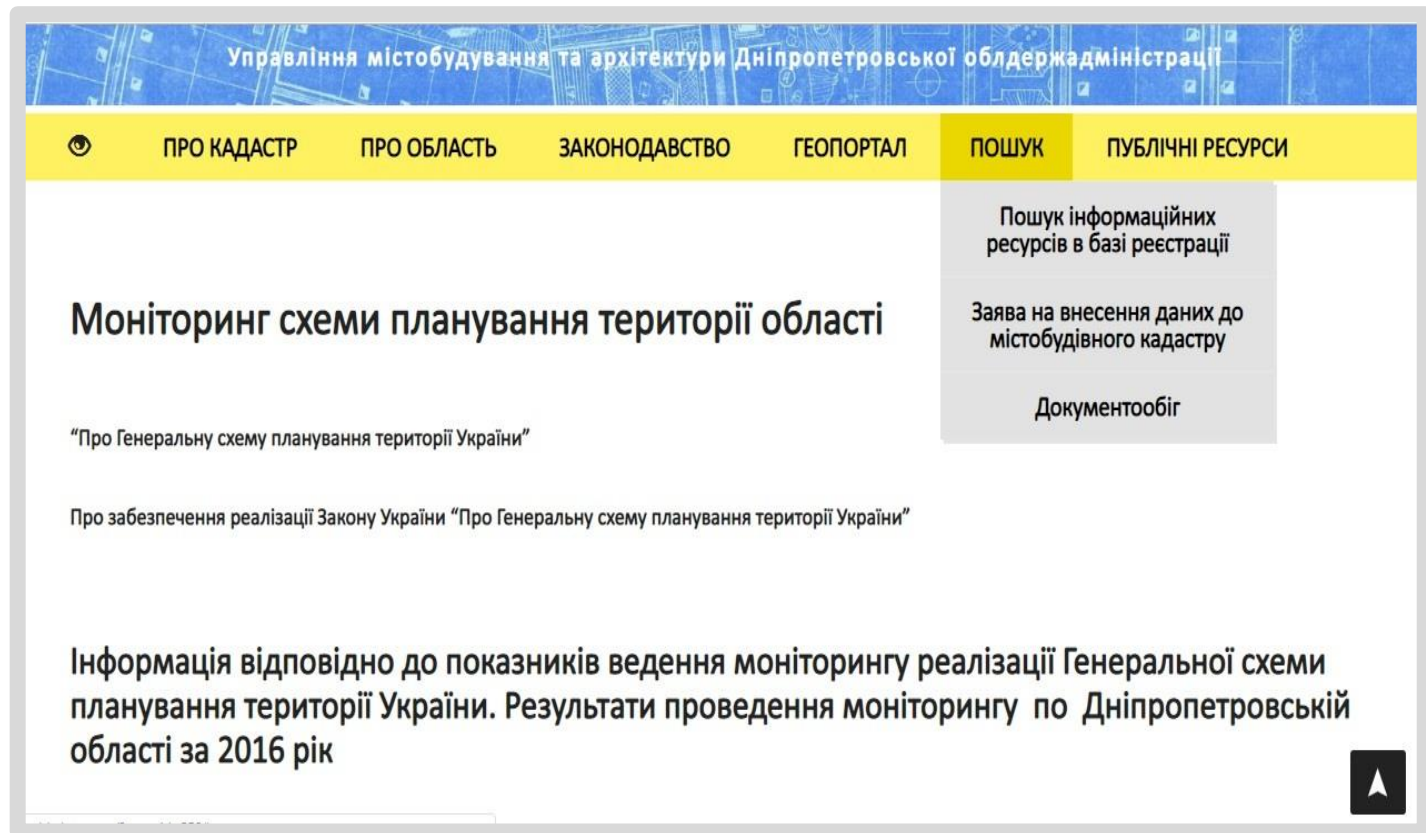 Управління містобудування та архітектури Дніпропетровської облдержадміністрації
ПРО КАДАСТР ПРО ОБЛАСТЬ ЗАКОНОДАВСТВО ГЕОПОРТАЛ ПОШУК ПУБЛІЧНІ РЕСУРСИ
Пошук інформаційних
ресурсів в базі реєстрації
Заява на внесення даних до
містобудівного кадастру
Документообіг
Моніторинг схеми планування території області
“Про Генеральну схему планування території України”
Про забезпечення реалізації Закону України “Про Генеральну схему планування території України”
Інформація відповідно до показників ведення моніторингу реалізації Генеральної схеми
планування території України. Результати проведення моніторингу по Дніпропетровській
області за 2016 рік